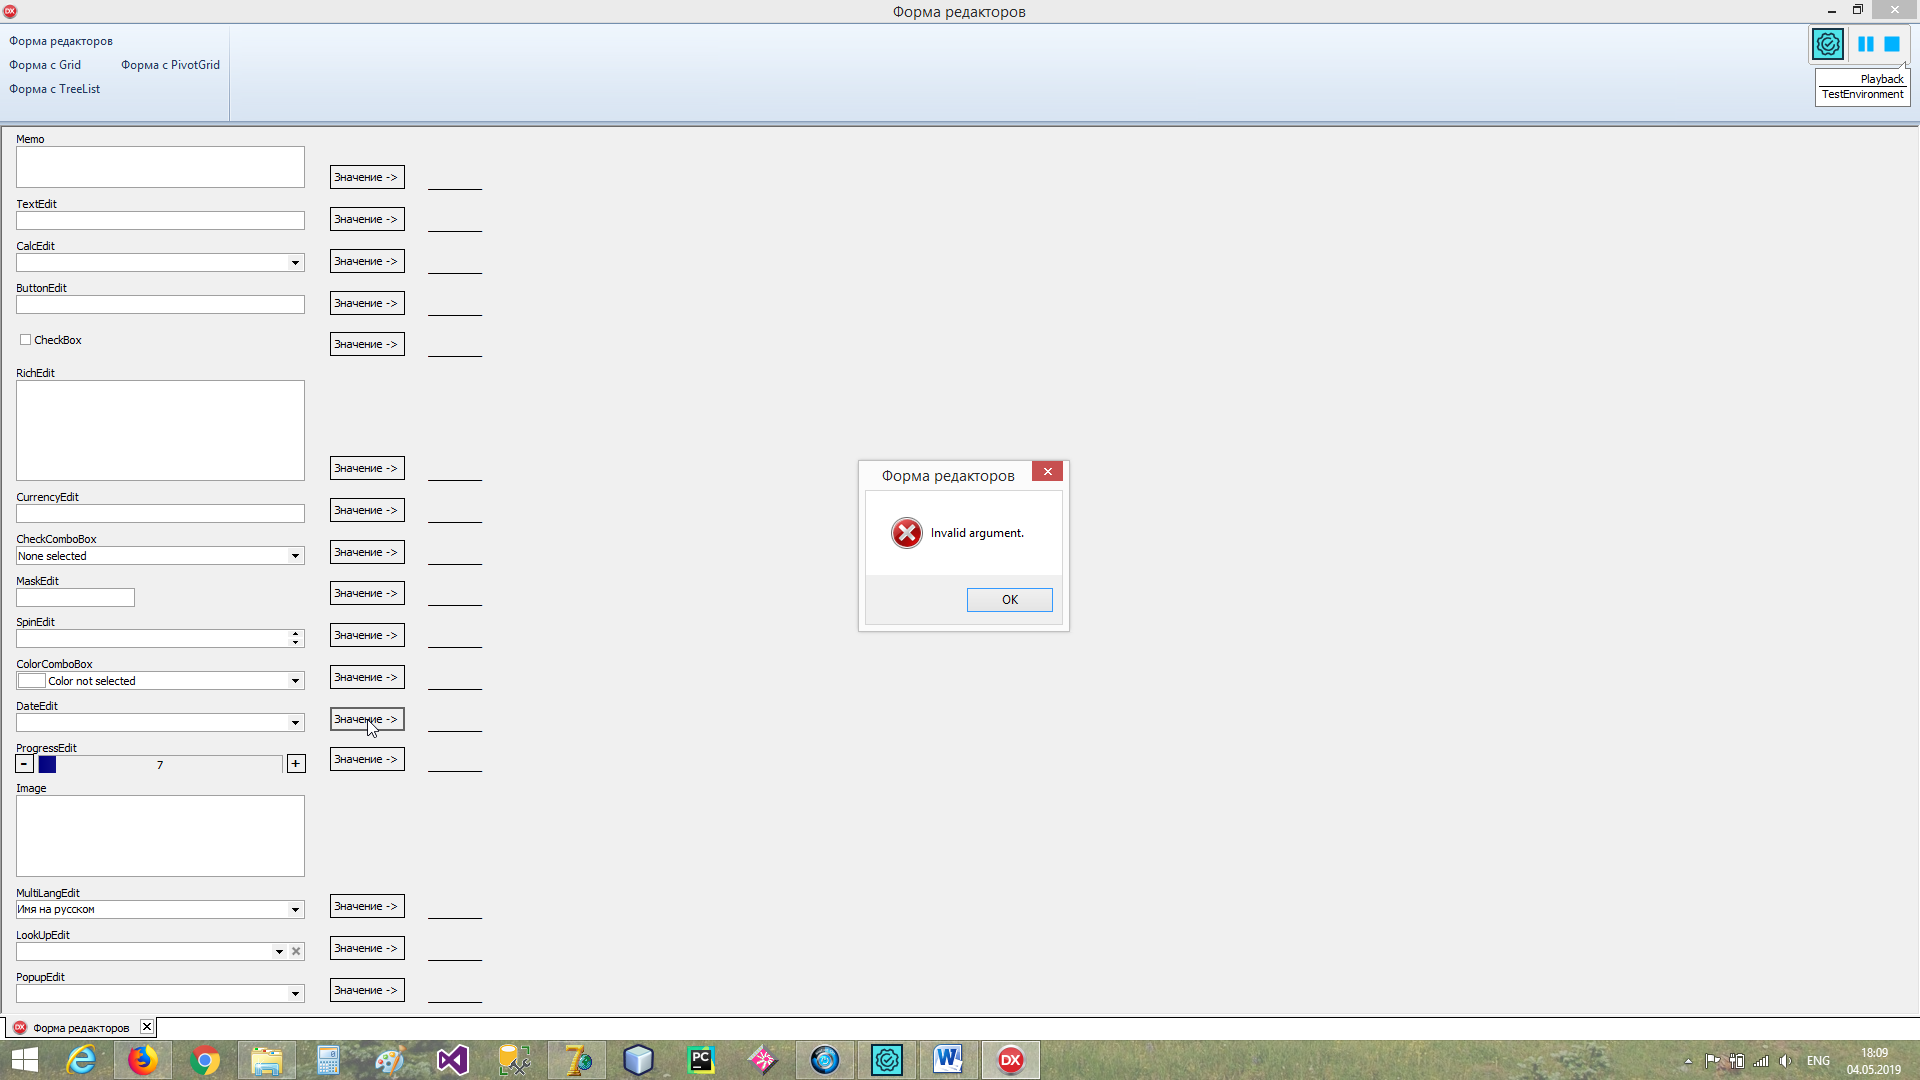 Форма редакторов
Форма редакторов
Форма с Grid
Форма с PivotGrid
Форма с TreeList
Playback
TestEnvironment
Memo
Значение ->
TextEdit
Значение ->
CalcEdit
Значение ->
ButtonEdit
Значение ->
CheckBox
Значение ->
RichEdit
Значение ->
CurrencyEdit
Значение ->
CheckComboBox
None selected
Значение ->
MaskEdit
Значение ->
SpinEdit
Значение ->
ColorComboBox
Color not selected
Значение ->
DateEdit
Значение ->
ProgressEdit
- 7 +
Значение ->
Image
MultiLangEdit
Имя на русском
Значение ->
LookUpEdit
Значение ->
PopupEdit
Значение ->
Форма редакторов
Invalid argument.
OK
DX Форма редакторов
PC
DX
ENG
18:09
04.05.2019